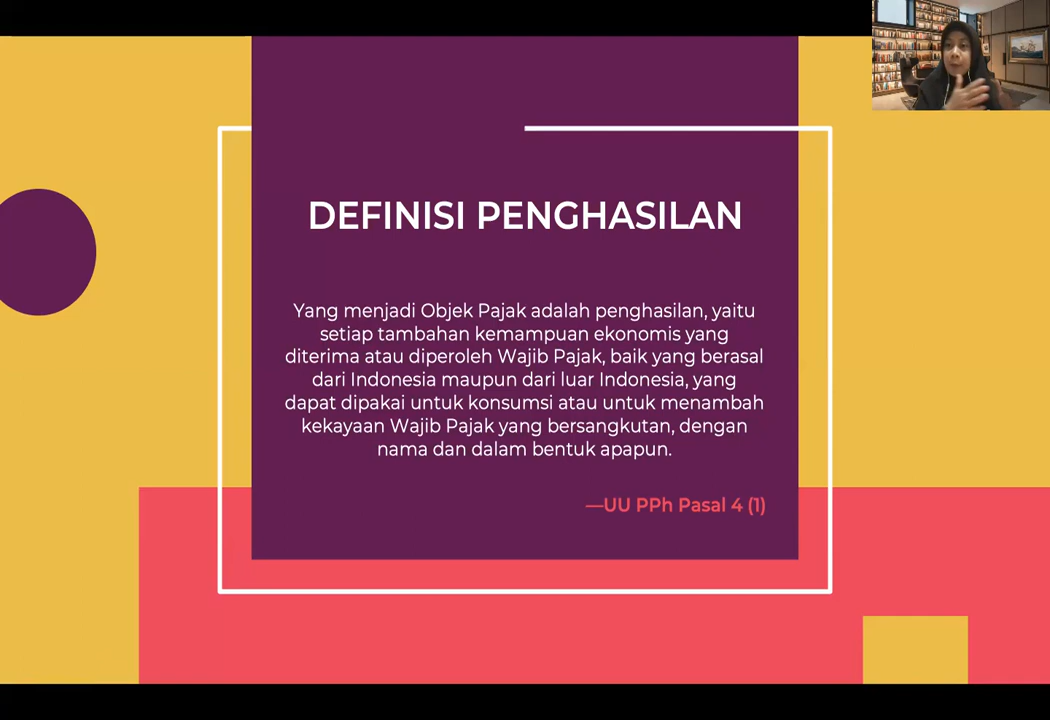 DEFINISI PENGHASILAN
Yang menjadi Objek Pajak adalah penghasilan, yaitu
setiap tambahan kemampuan ekonomis yang
diterima atau diperoleh Wajib Pajak, baik yang berasal
dari Indonesia maupun dari luar Indonesia, yang
dapat dipakai untuk konsumsi atau untuk menambah
kekayaan Wajib Pajak yang bersangkutan, dengan
nama dan dalam bentuk apapun.
—UU PPh Pasal 4 (1)